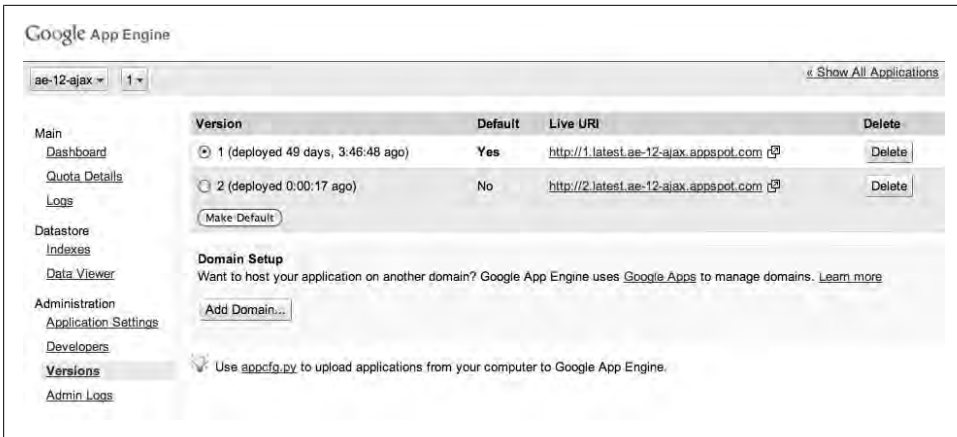 Google App Engine
ae-12-ajax 1
« Show All Applications
Main
Dashboard
Quota Details
Logs
Datastore
Indexes
Data Viewer
Administration
Application Settings
Developers
Versions
Admin Logs
Version Default Live URI Delete
1 (deployed 49 days, 3:46:48 ago) Yes http://1.latest.ae-12-ajax.appspot.com Delete
2 (deployed 0:00:17 ago) No http://2.latest.ae-12-ajax.appspot.com Delete
Make Default
Domain Setup
Want to host your application on another domain? Google App Engine uses Google Apps to manage domains. Learn more
Add Domain...
Use appcfg.py to upload applications from your computer to Google App Engine.